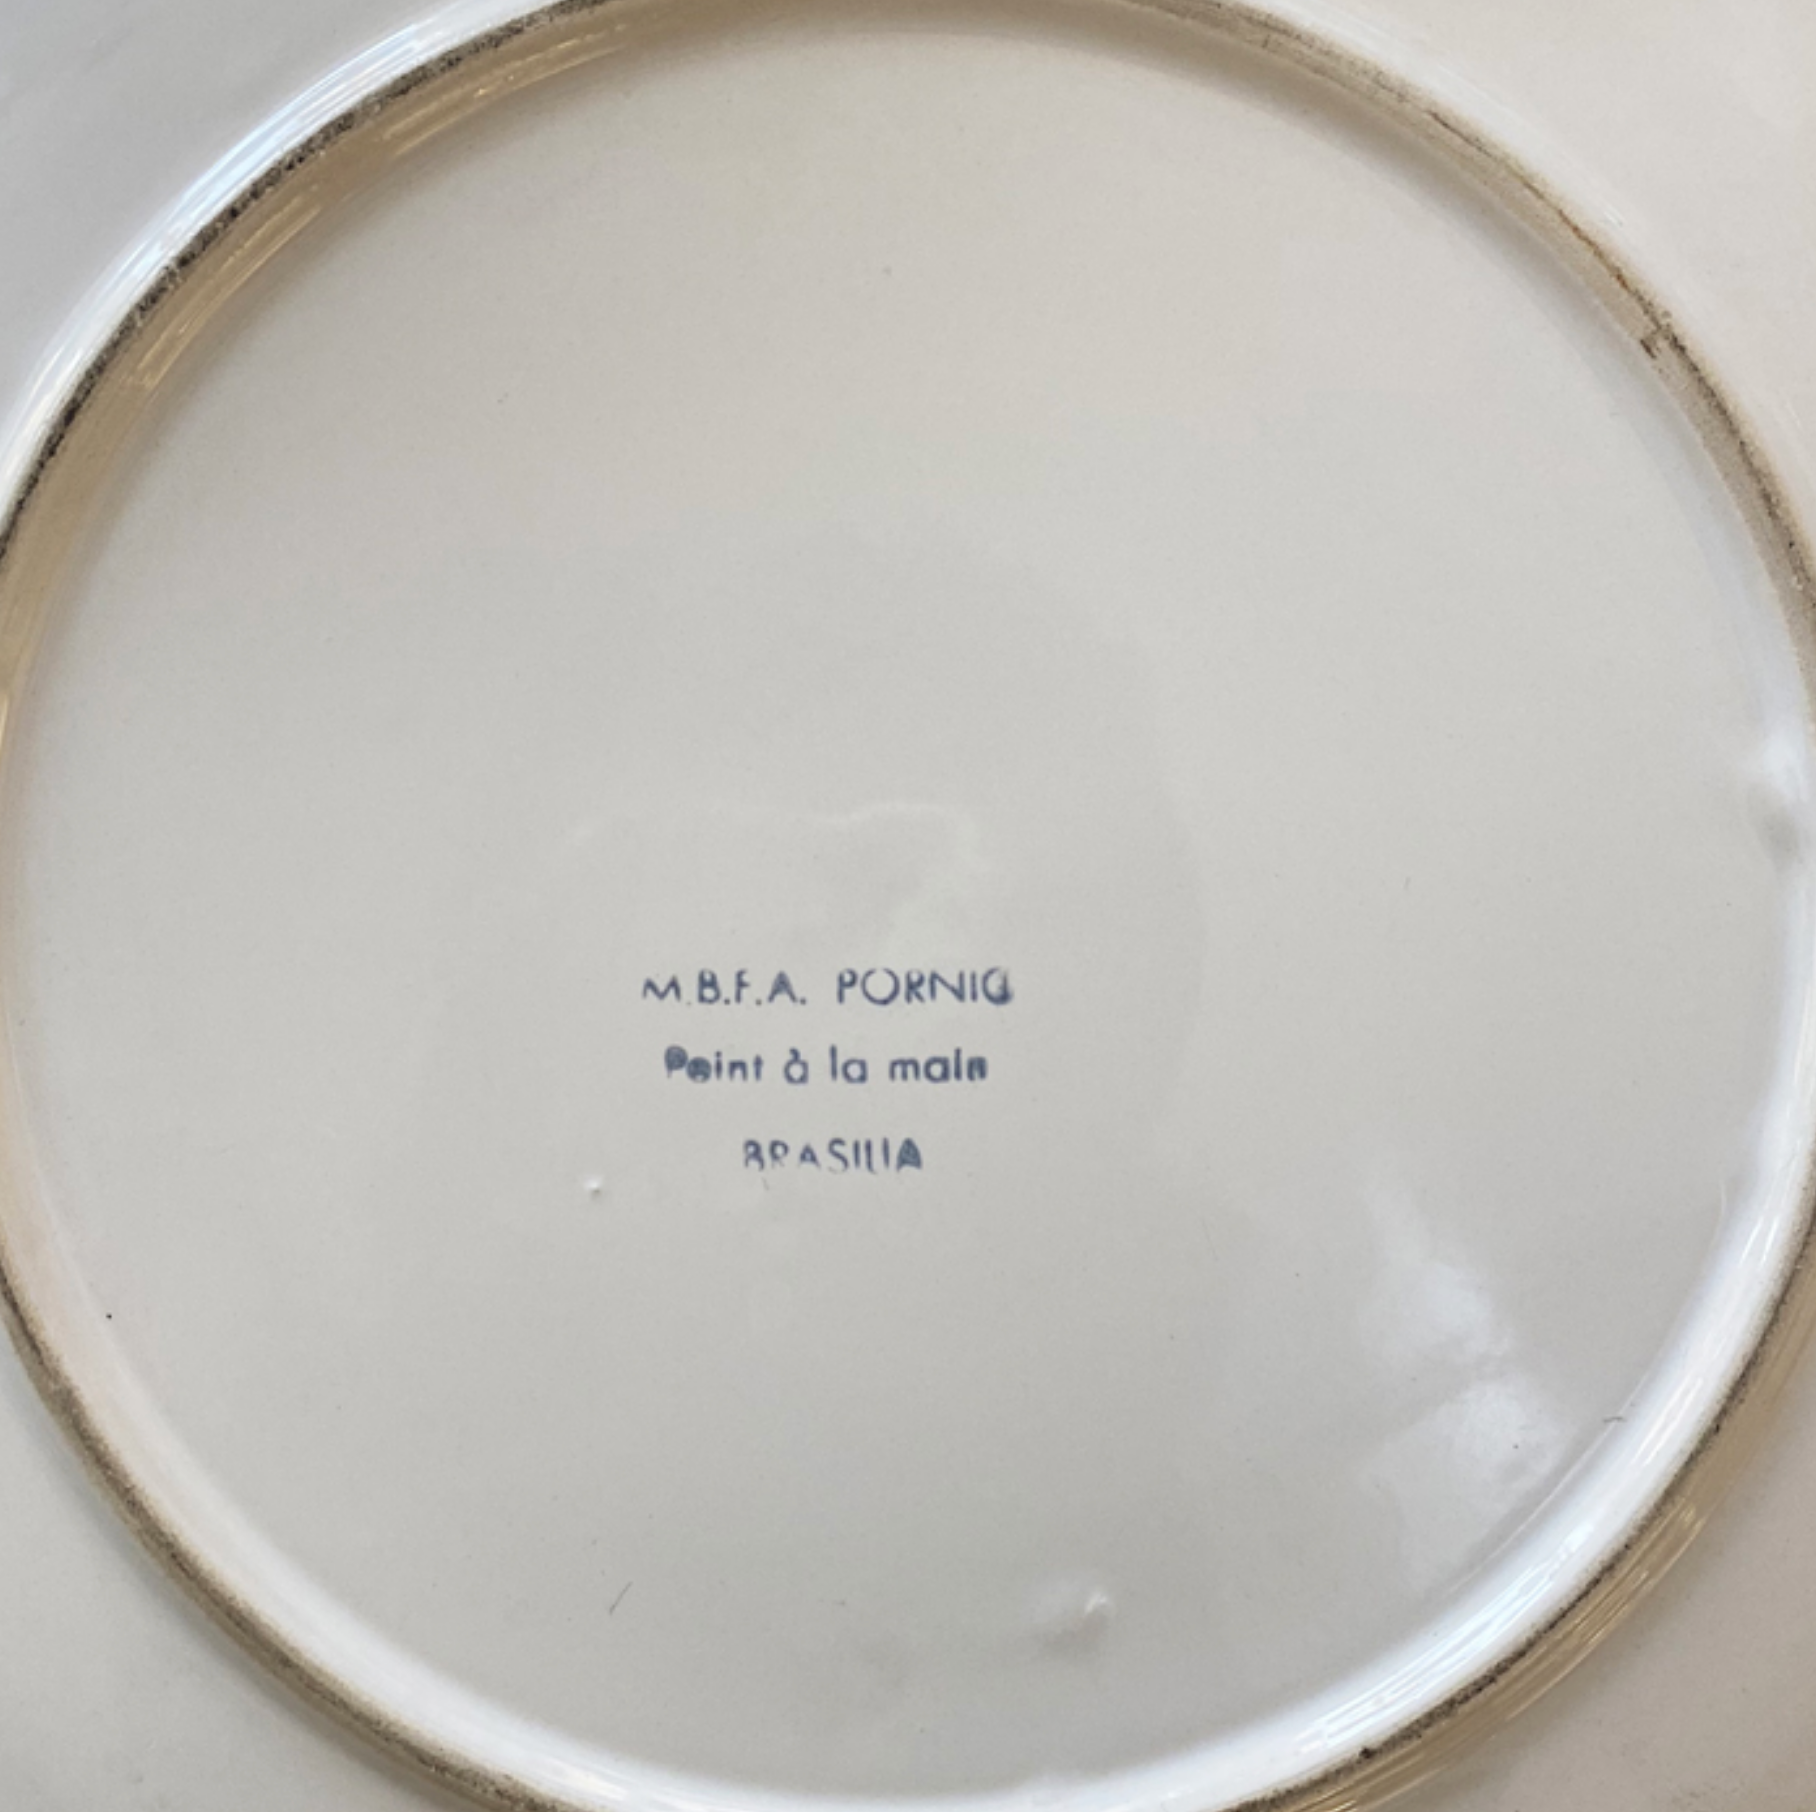 M.B.F.A. PORNIC
Peint à la main
BRASILIA